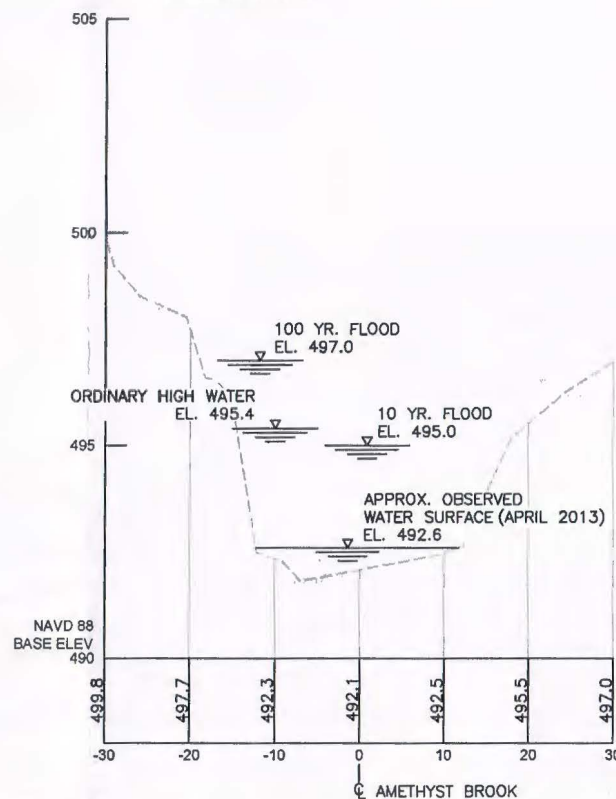 505
500
100 YR. FLOOD
EL. 497.0
ORDINARY HIGH WATER
EL. 495.4
10 YR. FLOOD
EL. 495.0
495
APPROX. OBSERVED
WATER SURFACE (APRIL 2013)
EL. 492.6
NAVD 88
BASE ELEV
490
499.8
497.7
492.3
492.1
492.5
495.5
497.0
-30
-20
-10
0
10
20
30
℄ AMETHYST BROOK